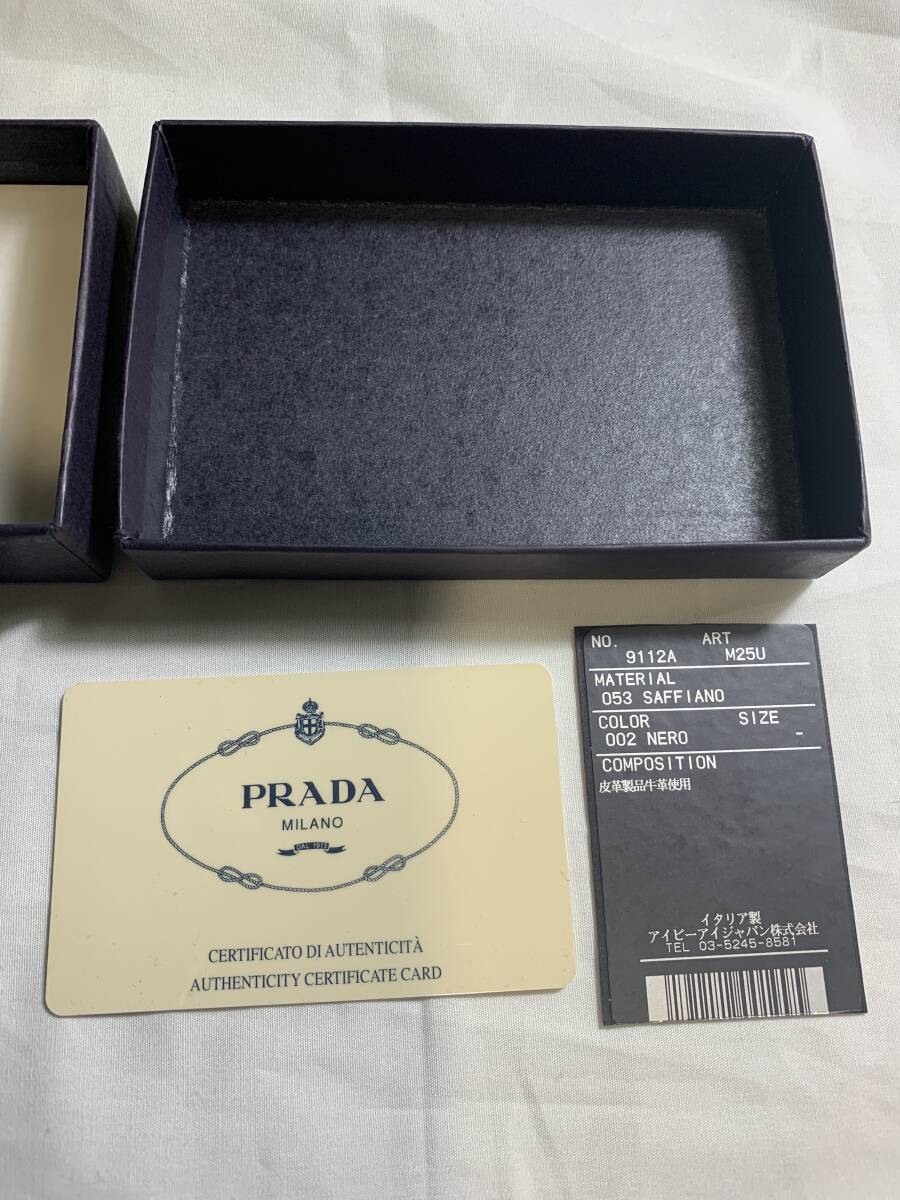 PRADA
MILANO
DAL 1913
CERTIFICATO DI AUTENTICITÀ
AUTHENTICITY CERTIFICATE CARD
NO. ART
9112A M25U
MATERIAL
053 SAFFIANO
COLOR SIZE
002 NERO -
COMPOSITION
皮革製品牛革使用
イタリア製
アイピーアイジャパン株式会社
TEL 03-5245-8581